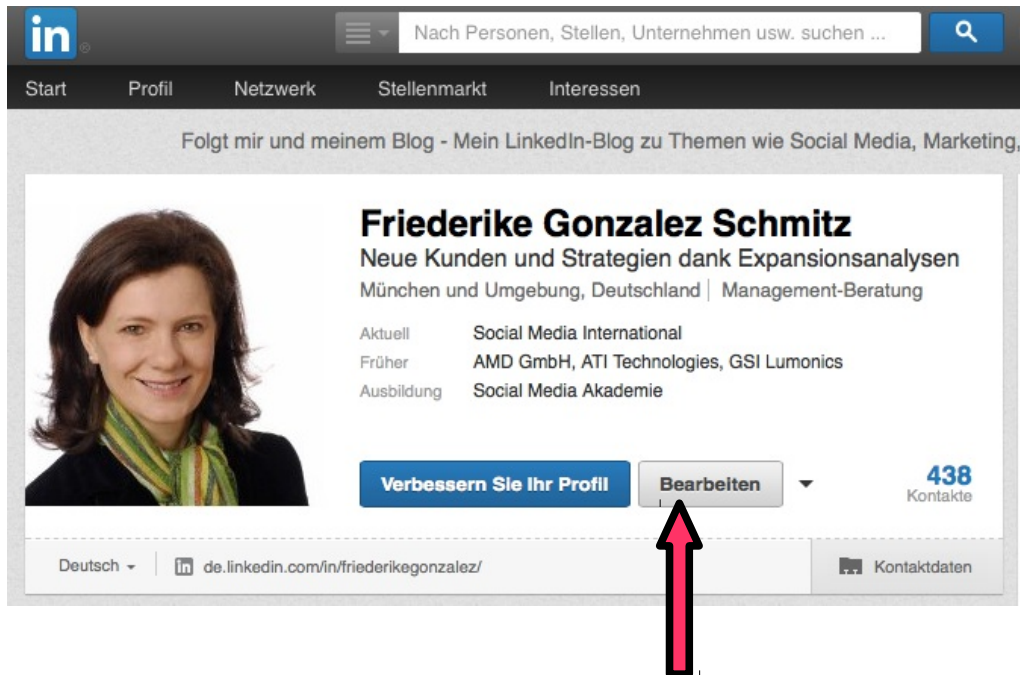 in ®
Nach Personen, Stellen, Unternehmen usw. suchen ...
Start Profil Netzwerk Stellenmarkt Interessen
Folgt mir und meinem Blog - Mein LinkedIn-Blog zu Themen wie Social Media, Marketing,
Friederike Gonzalez Schmitz
Neue Kunden und Strategien dank Expansionsanalysen
München und Umgebung, Deutschland | Management-Beratung
Aktuell Social Media International
Früher AMD GmbH, ATI Technologies, GSI Lumonics
Ausbildung Social Media Akademie
Verbessern Sie Ihr Profil Bearbeiten 438
Kontakte
Deutsch in de.linkedin.com/in/friederikegonzalez/ Kontaktdaten